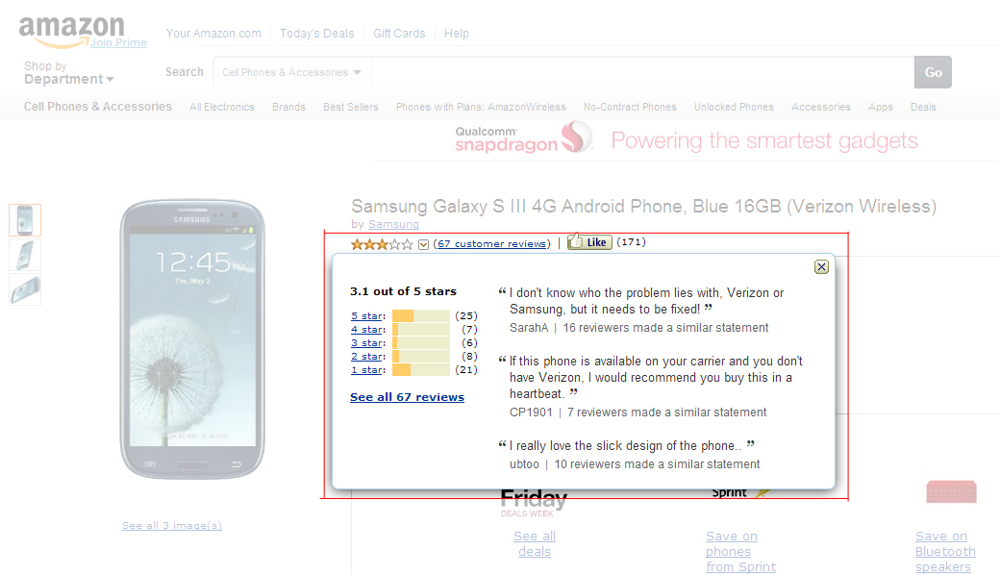 amazon
Join Prime
Your Amazon.com Today's Deals Gift Cards Help
Shop by
Department
Search Cell Phones & Accessories Go
Cell Phones & Accessories All Electronics Brands Best Sellers Phones with Plans: AmazonWireless No-Contract Phones Unlocked Phones Accessories Apps Deals
Qualcomm
snapdragon Powering the smartest gadgets
Samsung Galaxy S III 4G Android Phone, Blue 16GB (Verizon Wireless)
by Samsung
(67 customer reviews) | Like (171)
SAMSUNG
12:45
Thu. May 3
3.1 out of 5 stars
5 star: (25)
4 star: (7)
3 star: (6)
2 star: (8)
1 star: (21)
See all 67 reviews
“ I don't know who the problem lies with, Verizon or
Samsung, but it needs to be fixed! ”
SarahA | 16 reviewers made a similar statement
“ If this phone is available on your carrier and you don't
have Verizon, I would recommend you buy this in a
heartbeat. ”
CP1901 | 7 reviewers made a similar statement
“ I really love the slick design of the phone.. ”
ubtoo | 10 reviewers made a similar statement
See all 3 image(s)
Friday
DEALS WEEK
See all
deals
Sprint
Save on
phones
from Sprint
Save on
Bluetooth
speakers